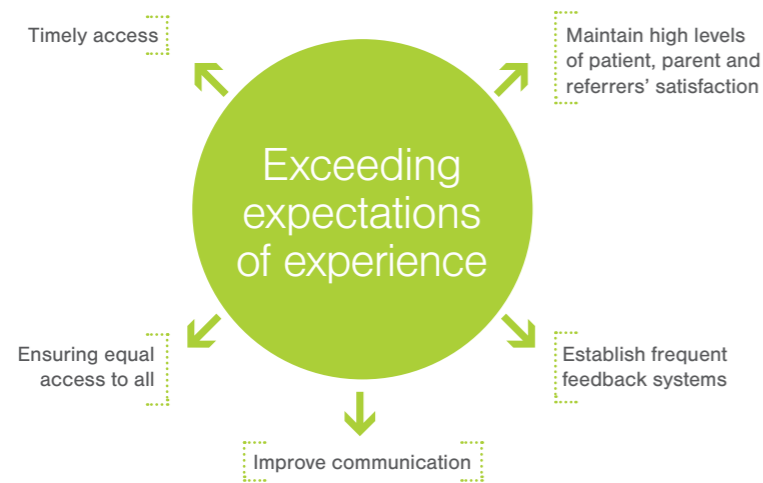 Timely access
Maintain high levels
of patient, parent and
referrers’ satisfaction
Exceeding
expectations
of experience
Ensuring equal
access to all
Establish frequent
feedback systems
Improve communication